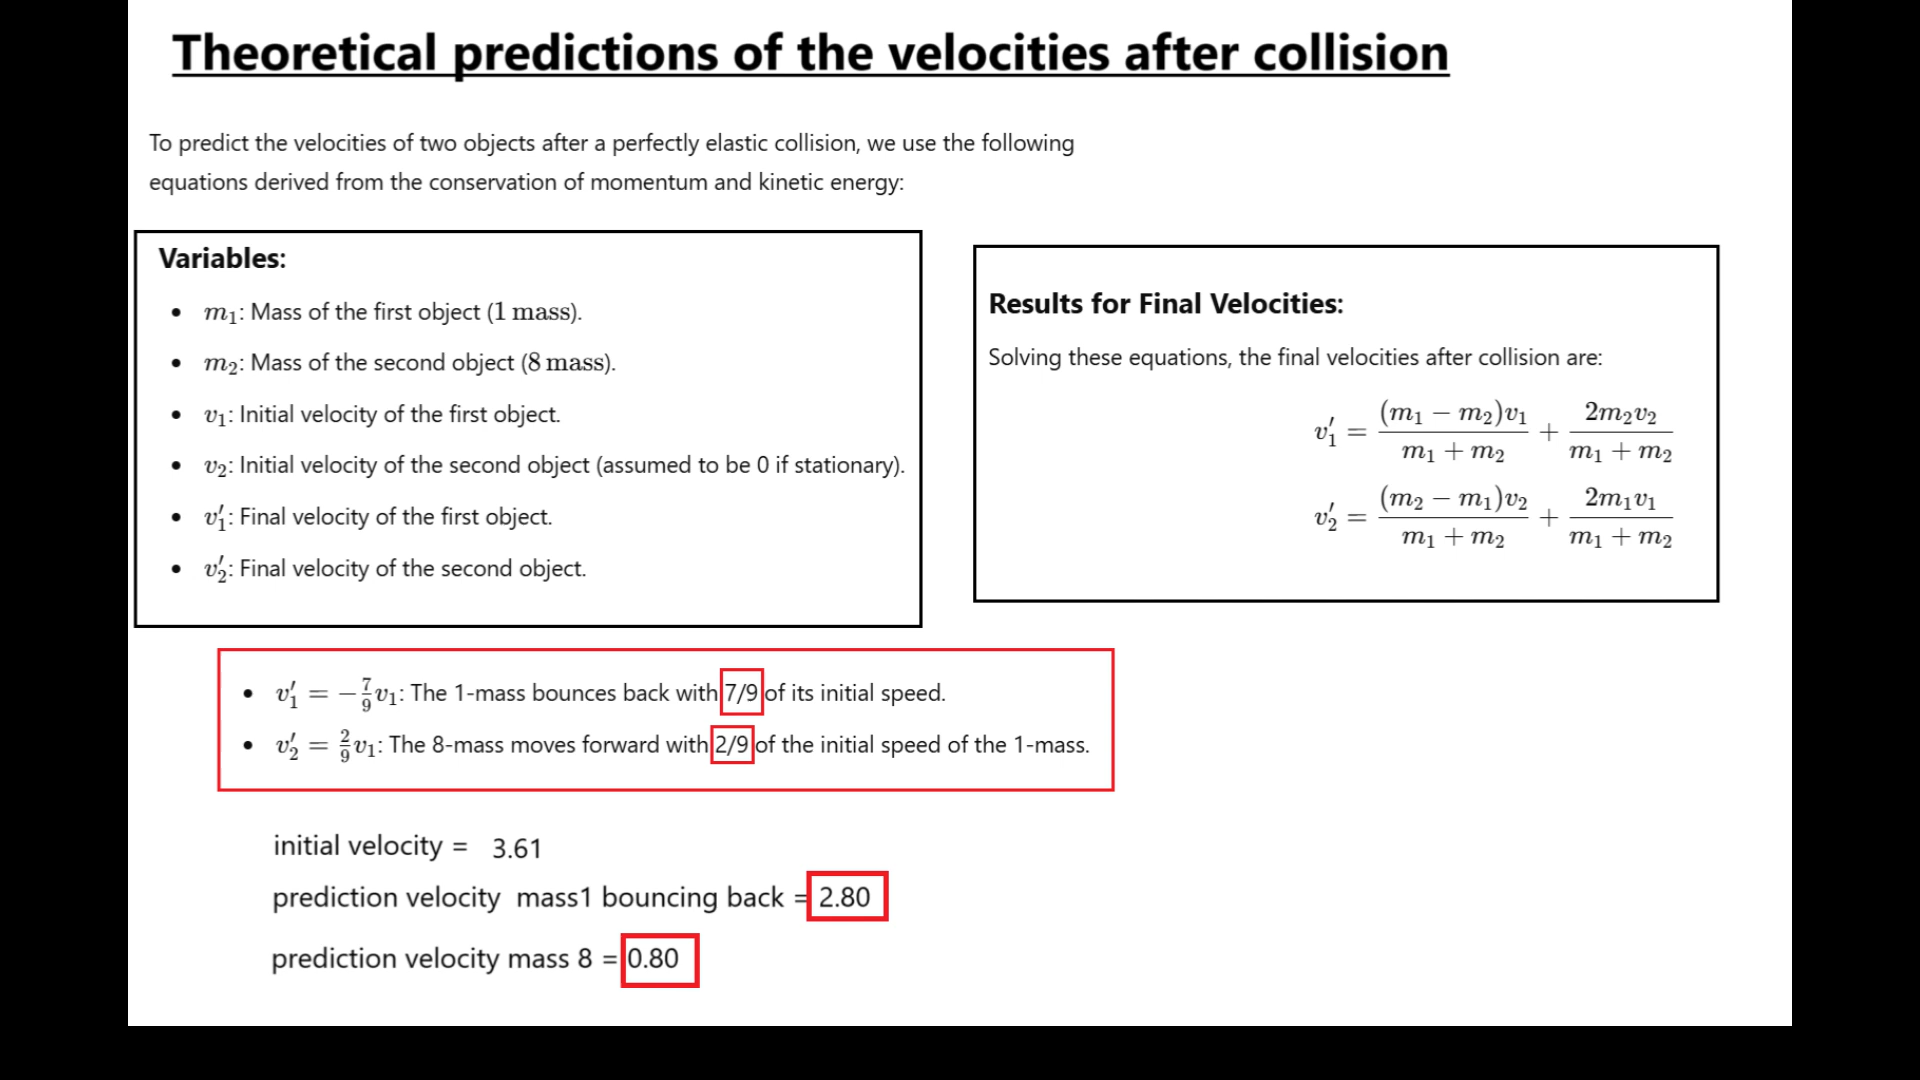 Theoretical predictions of the velocities after collision
To predict the velocities of two objects after a perfectly elastic collision, we use the following
equations derived from the conservation of momentum and kinetic energy:
Variables:
• m₁: Mass of the first object (1 mass).
• m₂: Mass of the second object (8 mass).
• v₁: Initial velocity of the first object.
• v₂: Initial velocity of the second object (assumed to be 0 if stationary).
• v₁′: Final velocity of the first object.
• v₂′: Final velocity of the second object.
Results for Final Velocities:
Solving these equations, the final velocities after collision are:
v₁′ = (m₁ − m₂)v₁ / (m₁ + m₂) + 2m₂v₂ / (m₁ + m₂)
v₂′ = (m₂ − m₁)v₂ / (m₁ + m₂) + 2m₁v₁ / (m₁ + m₂)
• v₁′ = −7/9 v₁: The 1-mass bounces back with 7/9 of its initial speed.
• v₂′ = 2/9 v₁: The 8-mass moves forward with 2/9 of the initial speed of the 1-mass.
initial velocity = 3.61
prediction velocity mass1 bouncing back = 2.80
prediction velocity mass 8 = 0.80